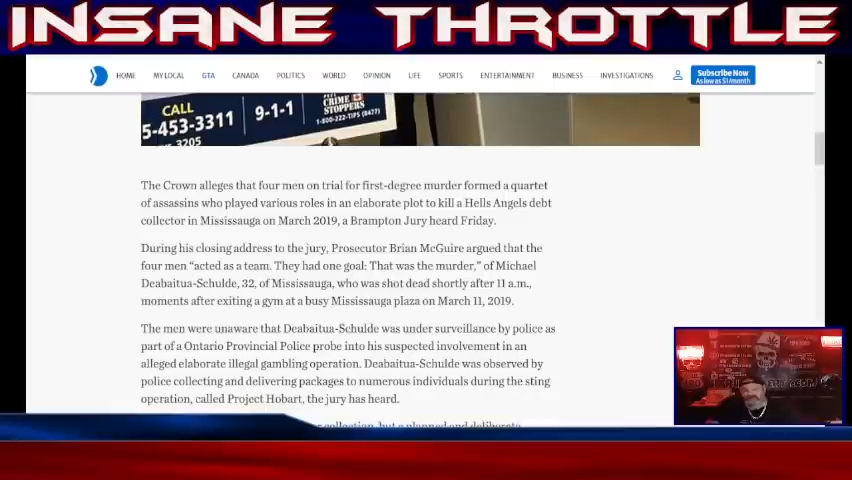 INSANE THROTTLE
HOME MY LOCAL GTA CANADA POLITICS WORLD OPINION LIFE SPORTS ENTERTAINMENT BUSINESS INVESTIGATIONS Subscribe Now
As low as $1/month
CALL
5-453-3311
3205
9-1-1
CRIME
STOPPERS
1-800-222-TIPS (8477)
The Crown alleges that four men on trial for first-degree murder formed a quartet
of assassins who played various roles in an elaborate plot to kill a Hells Angels debt
collector in Mississauga on March 2019, a Brampton Jury heard Friday.
During his closing address to the jury, Prosecutor Brian McGuire argued that the
four men “acted as a team. They had one goal: That was the murder,” of Michael
Deabaitua-Schulde, 32, of Mississauga, who was shot dead shortly after 11 a.m.,
moments after exiting a gym at a busy Mississauga plaza on March 11, 2019.
The men were unaware that Deabaitua-Schulde was under surveillance by police as
part of a Ontario Provincial Police probe into his suspected involvement in an
alleged elaborate illegal gambling operation. Deabaitua-Schulde was observed by
police collecting and delivering packages to numerous individuals during the sting
operation, called Project Hobart, the jury has heard.
collection, but a planned and deliberate